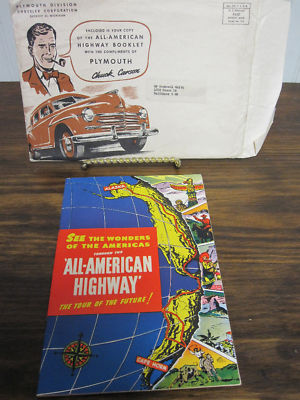 PLYMOUTH DIVISION
CHRYSLER CORPORATION
DETROIT 31, MICHIGAN
ENCLOSED IS YOUR COPY
OF THE ALL-AMERICAN
HIGHWAY BOOKLET
WITH THE COMPLIMENTS OF
PLYMOUTH
Chuck Carson
ALASKA
SEE THE WONDERS
OF THE AMERICAS
THROUGH THE
'ALL-AMERICAN
HIGHWAY'
THE TOUR OF THE FUTURE!
CAPE HORN